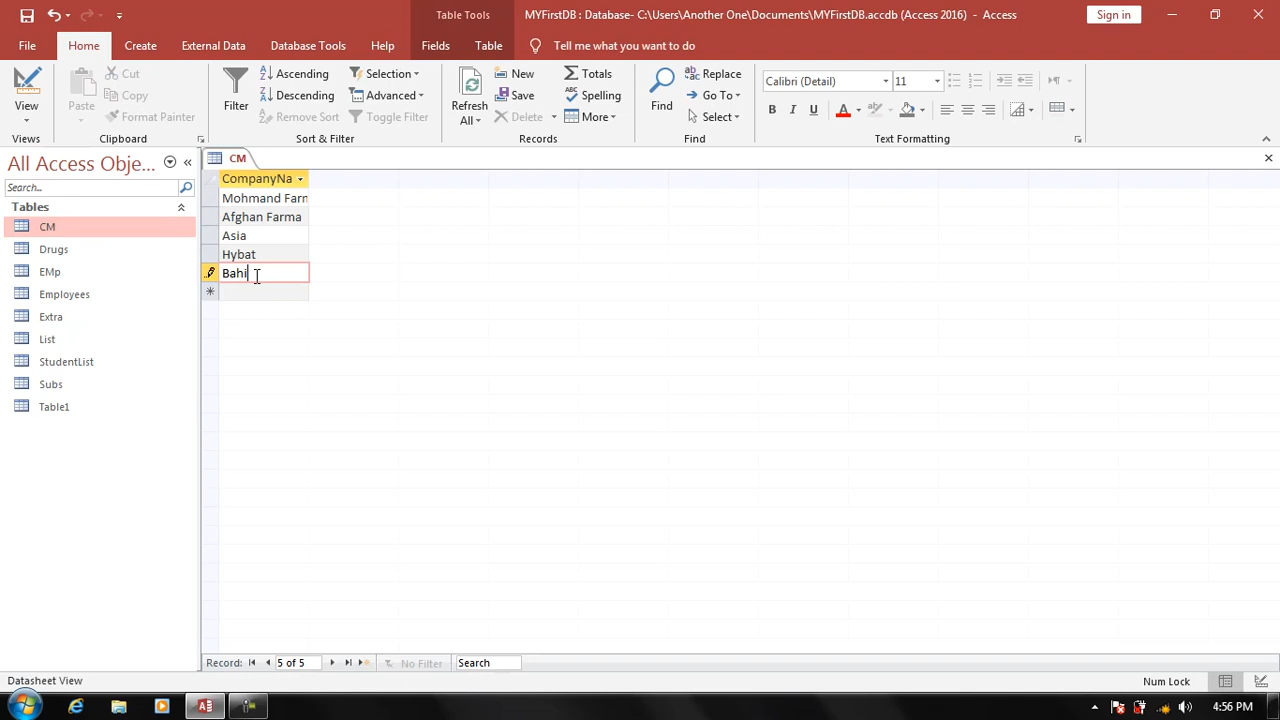 Table Tools
MYFirstDB : Database- C:\Users\Another One\Documents\MYFirstDB.accdb (Access 2016) - Access
Sign in
File Home Create External Data Database Tools Help Fields Table Tell me what you want to do
View
Views
Paste
Cut
Copy
Format Painter
Clipboard
Filter
Ascending
Descending
Remove Sort
Selection
Advanced
Toggle Filter
Sort & Filter
Refresh
All
New
Save
Delete
Totals
Spelling
More
Records
Find
Replace
Go To
Select
Find
Calibri (Detail) 11
B I U A
Text Formatting
All Access Obje...
Search...
Tables
CM
Drugs
EMp
Employees
Extra
List
StudentList
Subs
Table1
CM
CompanyNa
Mohmand Farn
Afghan Farma
Asia
Hybat
Bahi
Record: 5 of 5 No Filter Search
Datasheet View
Num Lock
4:56 PM